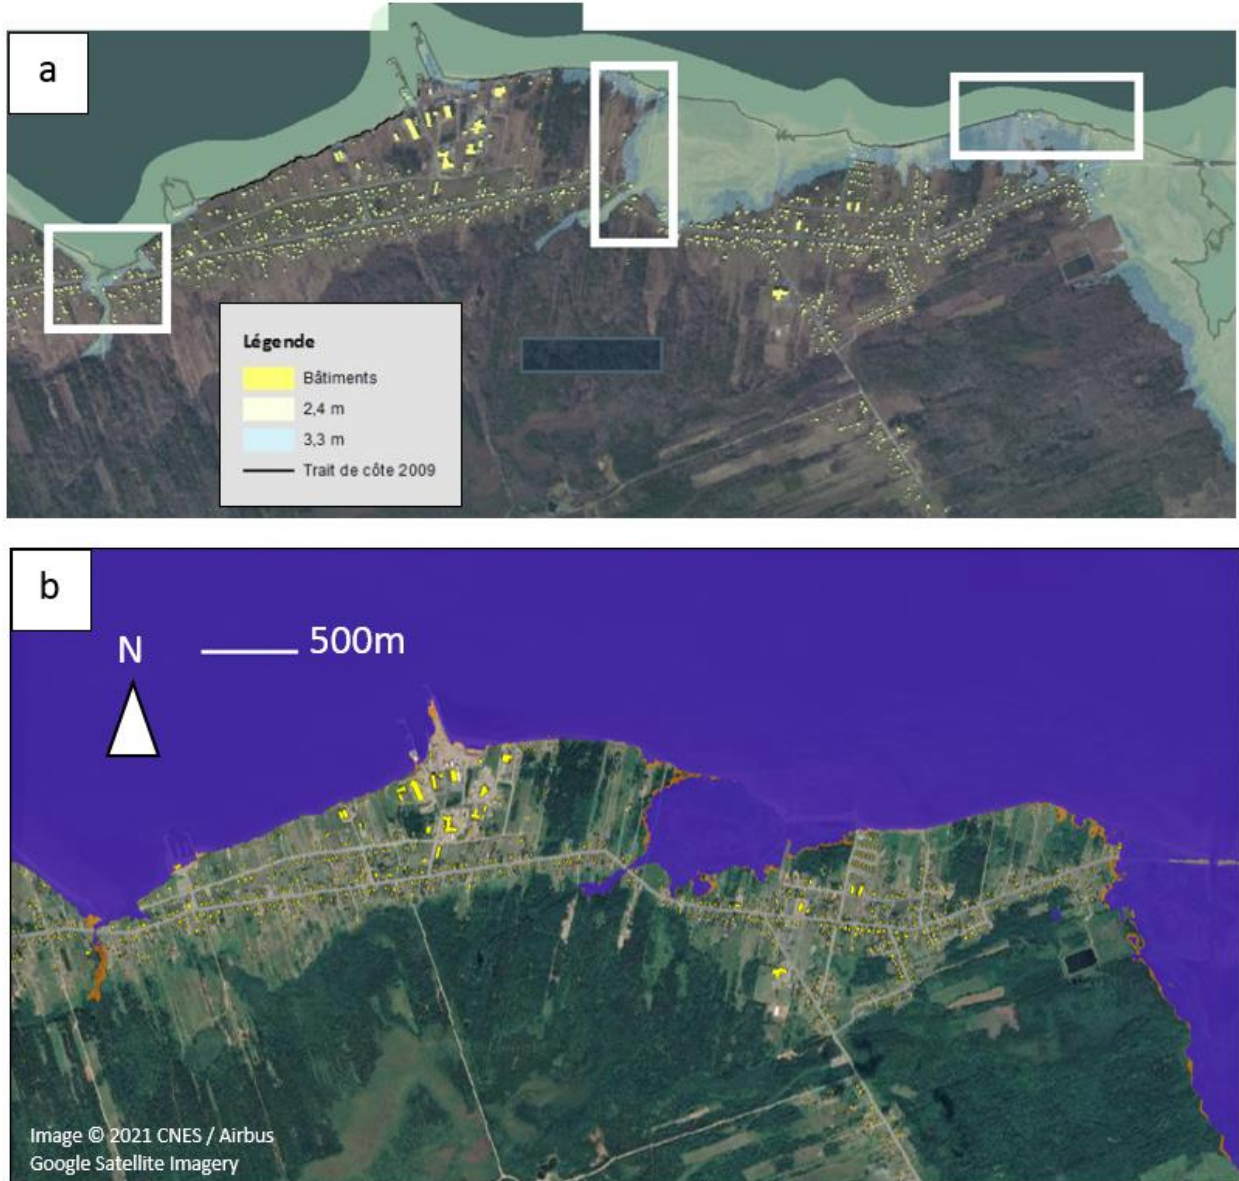 a
Légende
Bâtiments
2,4 m
3,3 m
Trait de côte 2009
b
N
500m
Image © 2021 CNES / Airbus
Google Satellite Imagery